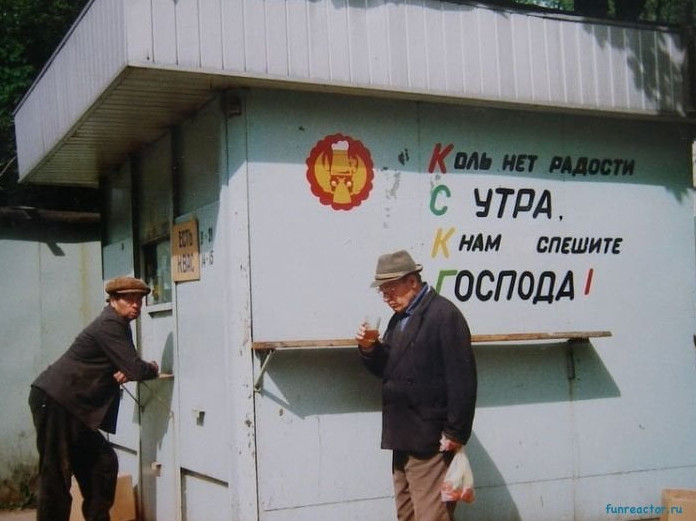 Коль нет радости
С утра,
К нам спешите
Господа!
ЕСТЬ
КВАС
funreactor.ru